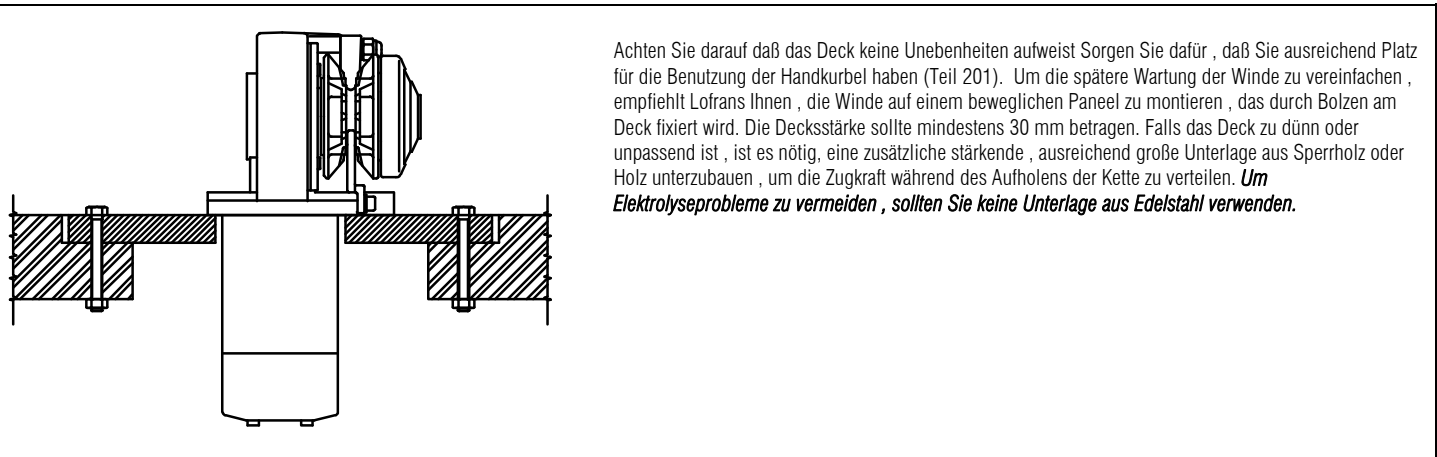 Achten Sie darauf daß das Deck keine Unebenheiten aufweist Sorgen Sie dafür , daß Sie ausreichend Platz
für die Benutzung der Handkurbel haben (Teil 201). Um die spätere Wartung der Winde zu vereinfachen ,
empfiehlt Lofrans Ihnen , die Winde auf einem beweglichen Paneel zu montieren , das durch Bolzen am
Deck fixiert wird. Die Decksstärke sollte mindestens 30 mm betragen. Falls das Deck zu dünn oder
unpassend ist , ist es nötig, eine zusätzliche stärkende , ausreichend große Unterlage aus Sperrholz oder
Holz unterzubauen , um die Zugkraft während des Aufholens der Kette zu verteilen. Um
Elektrolyseprobleme zu vermeiden , sollten Sie keine Unterlage aus Edelstahl verwenden.